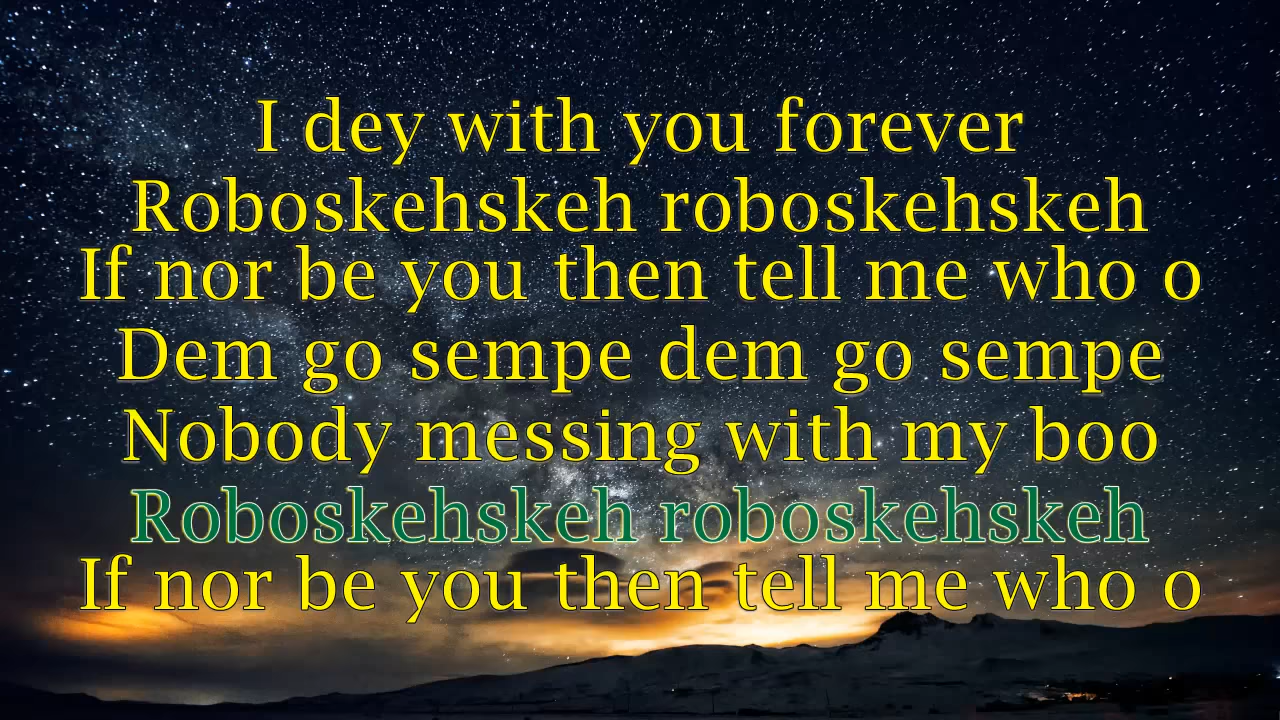 I dey with you forever
Roboskehskeh roboskehskeh
If nor be you then tell me who o
Dem go sempe dem go sempe
Nobody messing with my boo
Roboskehskeh roboskehskeh
If nor be you then tell me who o